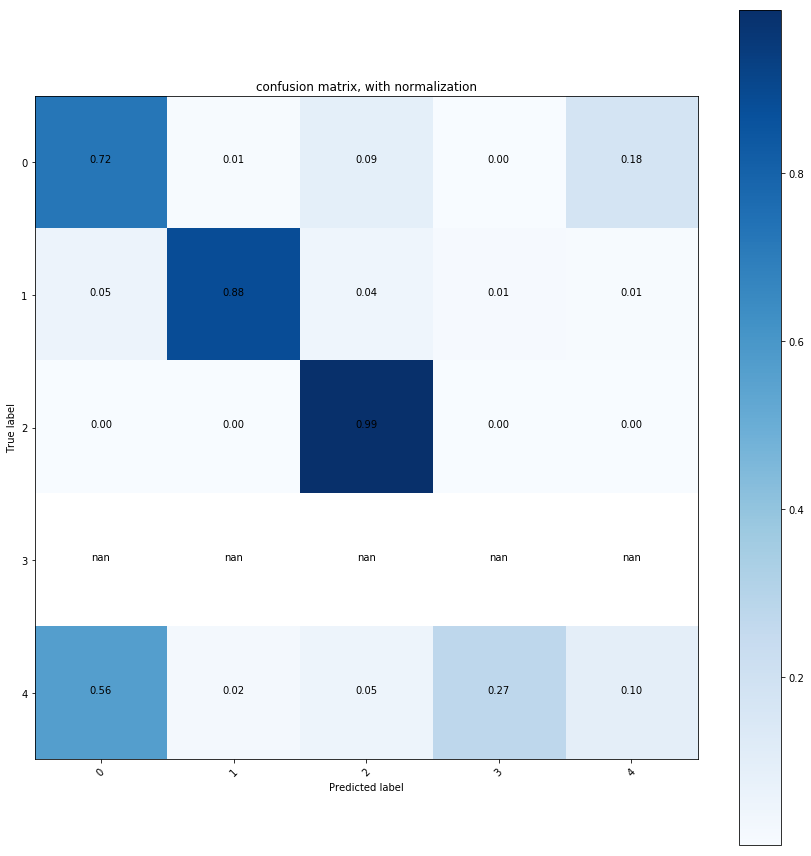 confusion matrix, with normalization
0 0.72 0.01 0.09 0.00 0.18
1 0.05 0.88 0.04 0.01 0.01
2 0.00 0.00 0.99 0.00 0.00
3 nan nan nan nan nan
4 0.56 0.02 0.05 0.27 0.10
0 1 2 3 4
True label
Predicted label
0.8
0.6
0.4
0.2